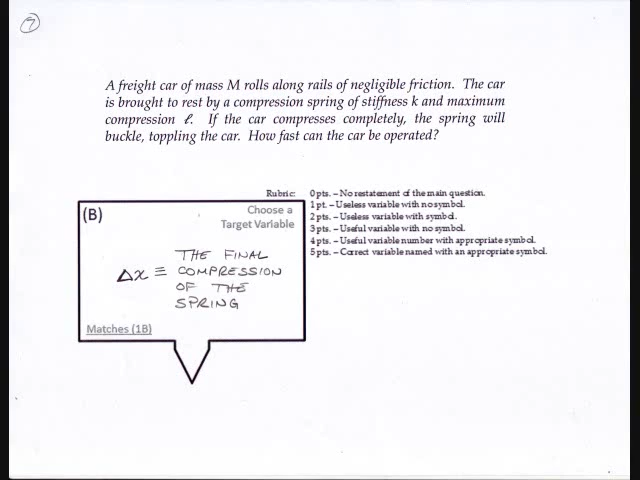 7
A freight car of mass M rolls along rails of negligible friction. The car
is brought to rest by a compression spring of stiffness k and maximum
compression ℓ. If the car compresses completely, the spring will
buckle, toppling the car. How fast can the car be operated?
Rubric: 0 pts. – No restatement of the main question.
1 pt. – Useless variable with no symbol.
2 pts. – Useless variable with symbol.
3 pts. – Useful variable with no symbol.
4 pts. – Useful variable number with appropriate symbol.
5 pts. – Correct variable named with an appropriate symbol.
(B)
Choose a
Target Variable
Δx ≡ THE FINAL
COMPRESSION
OF THE
SPRING
Matches (1B)